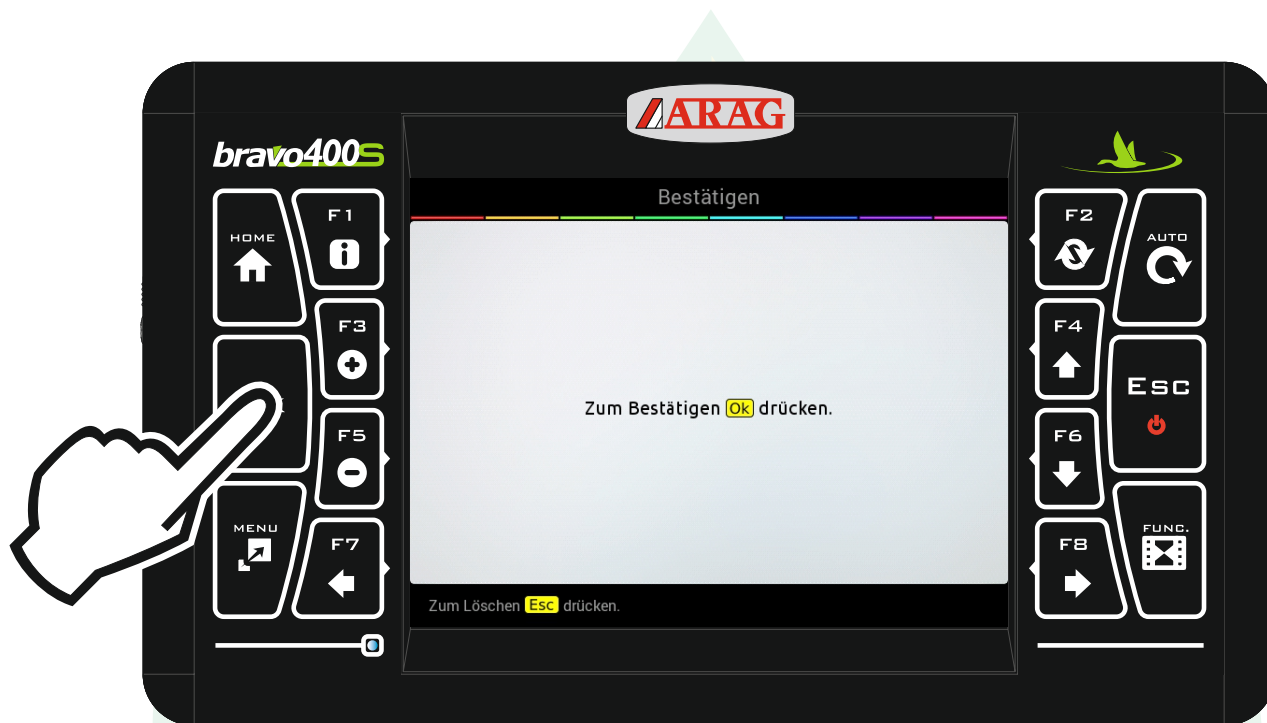 ARAG
bravo400S
Bestätigen
HOME
F1
F2
AUTO
F3
F4
Zum Bestätigen Ok drücken.
Esc
F5
F6
MENU
F7
F8
FUNC.
Zum Löschen Esc drücken.